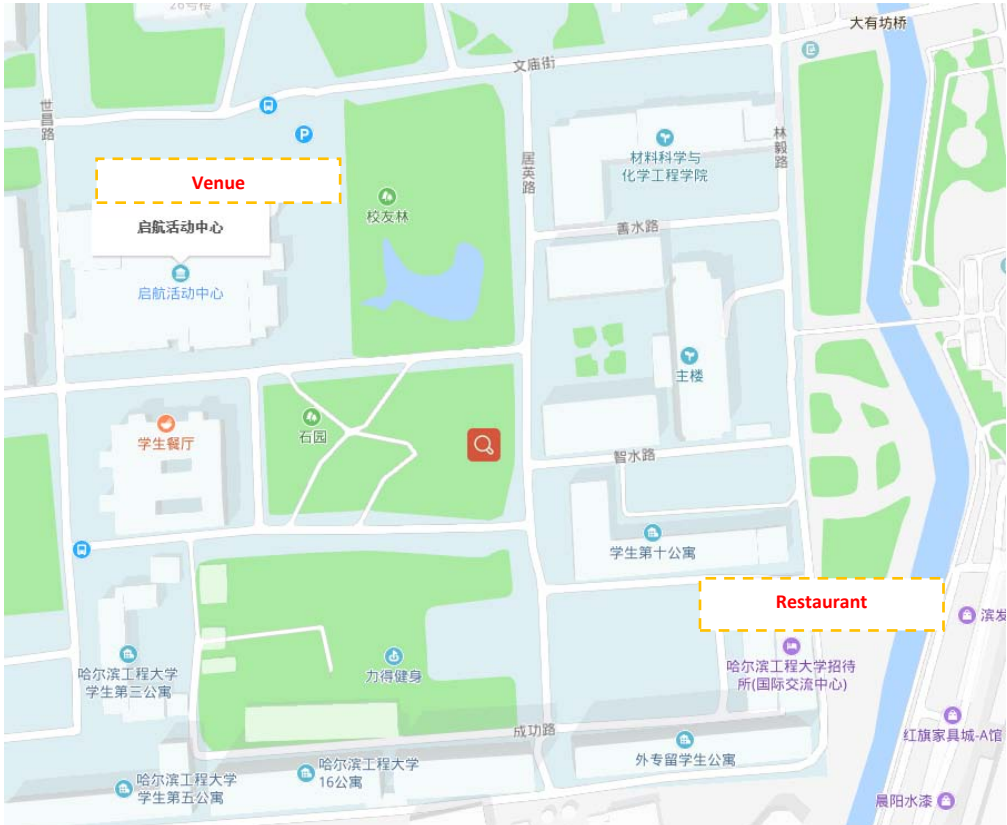 26号楼
大有坊桥
文庙街
世昌路
P
居英路
材料科学与
化学工程学院
林毅路
Venue
校友林
启航活动中心
善水路
启航活动中心
主楼
学生餐厅
石园
智水路
学生第十公寓
Restaurant
滨发
哈尔滨工程大学
学生第三公寓
力得健身
哈尔滨工程大学招待
所(国际交流中心)
成功路
红旗家具城-A馆
外专留学生公寓
哈尔滨工程大学
16公寓
哈尔滨工程大学
学生第五公寓
晨阳水漆